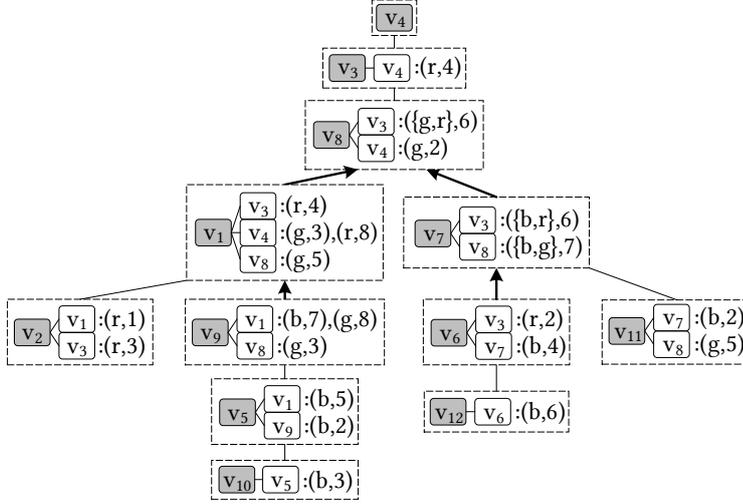 v4
v3 v4 :(r,4)
v8 v3 :({g,r},6)
v4 :(g,2)
v1 v3 :(r,4)
v4 :(g,3),(r,8)
v8 :(g,5)
v7 v3 :({b,r},6)
v8 :({b,g},7)
v2 v1 :(r,1)
v3 :(r,3)
v9 v1 :(b,7),(g,8)
v8 :(g,3)
v6 v3 :(r,2)
v7 :(b,4)
v11 v7 :(b,2)
v8 :(g,5)
v5 v1 :(b,5)
v9 :(b,2)
v12 v6 :(b,6)
v10 v5 :(b,3)